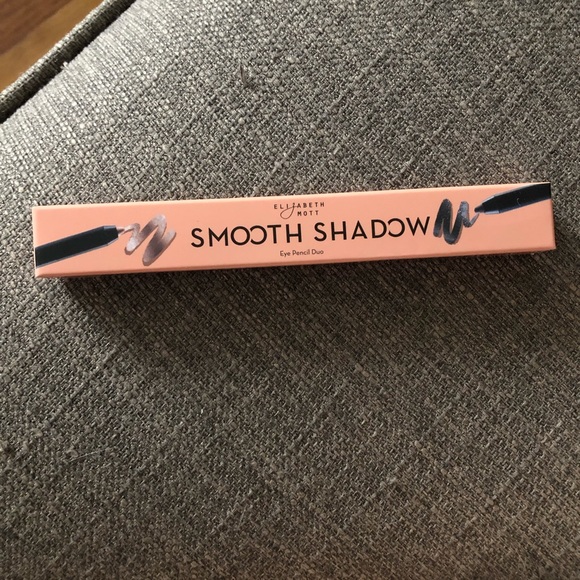 ELIZABETH
MOTT
SMOOTH SHADOW
Eye Pencil Duo